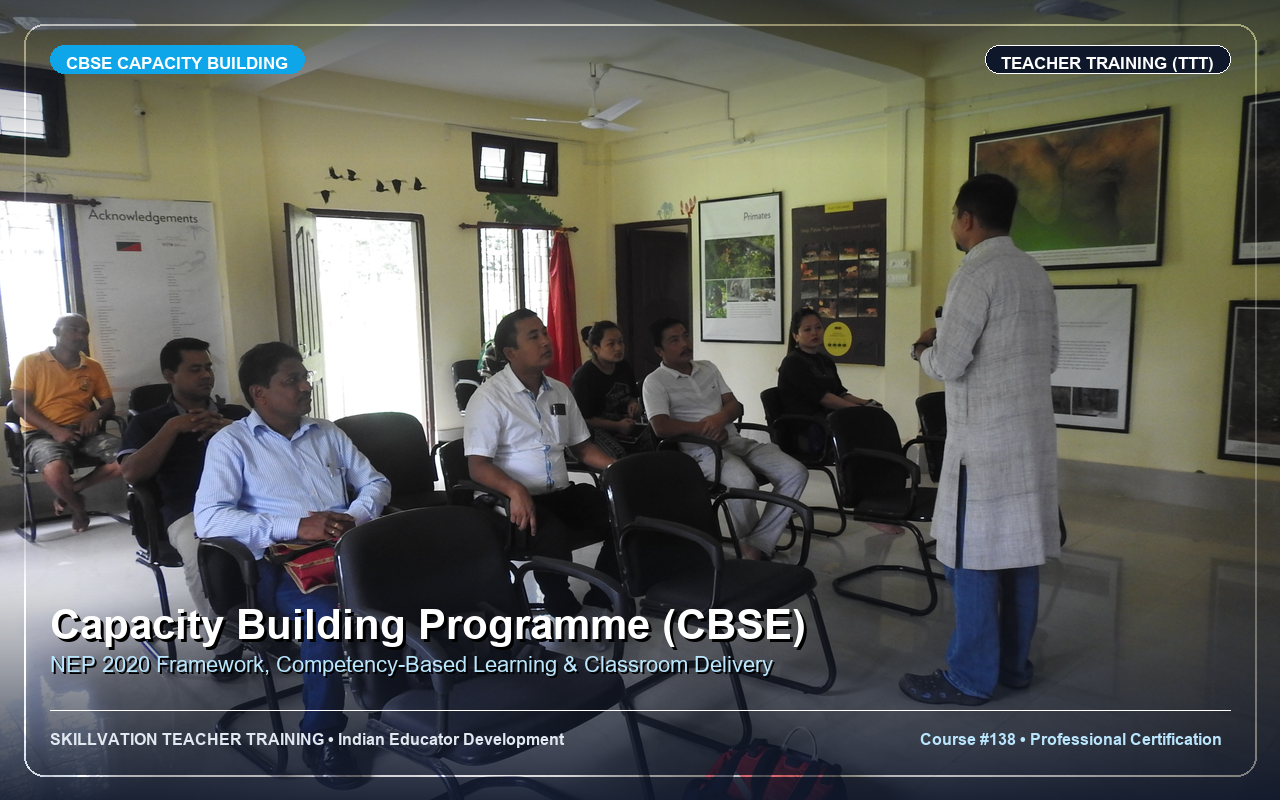 CBSE CAPACITY BUILDING
TEACHER TRAINING (TTT)
Acknowledgements
Primates
Capacity Building Programme (CBSE)
NEP 2020 Framework, Competency-Based Learning & Classroom Delivery
SKILLVATION TEACHER TRAINING • Indian Educator Development
Course #138 • Professional Certification